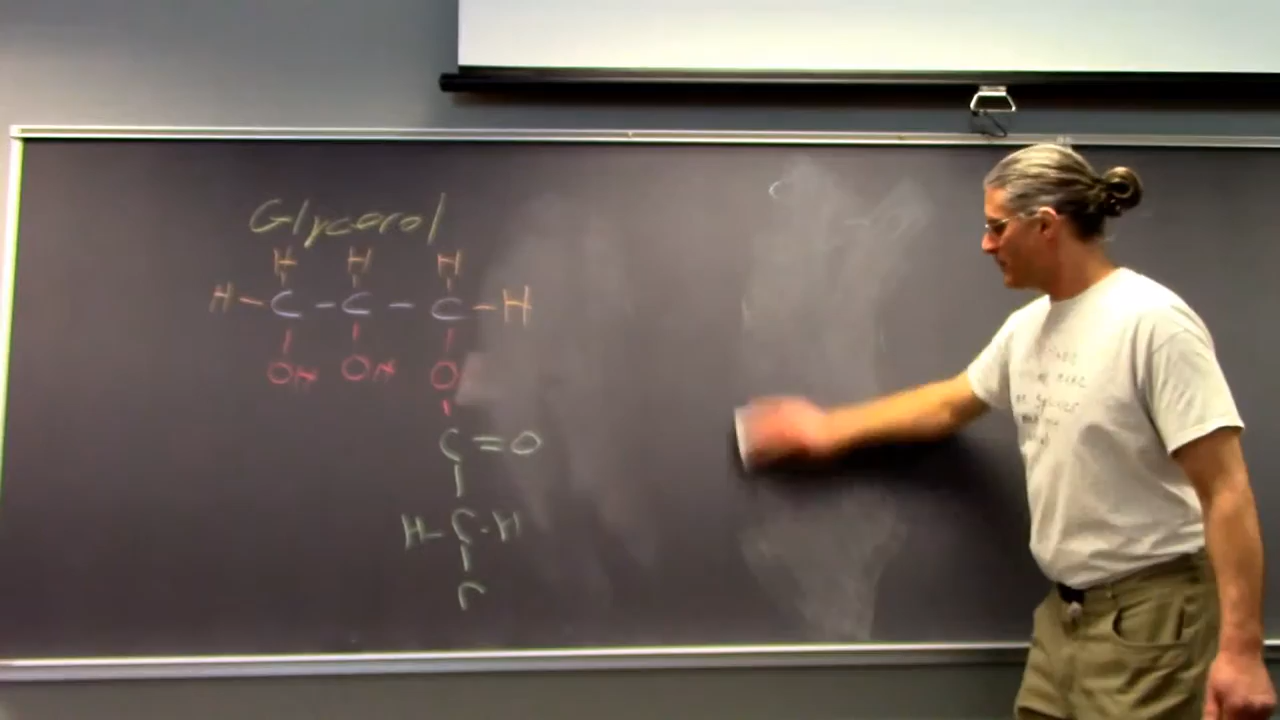 Glycerol
H H H
H - C - C - C - H
OH OH O
C = O
H - C - H
C